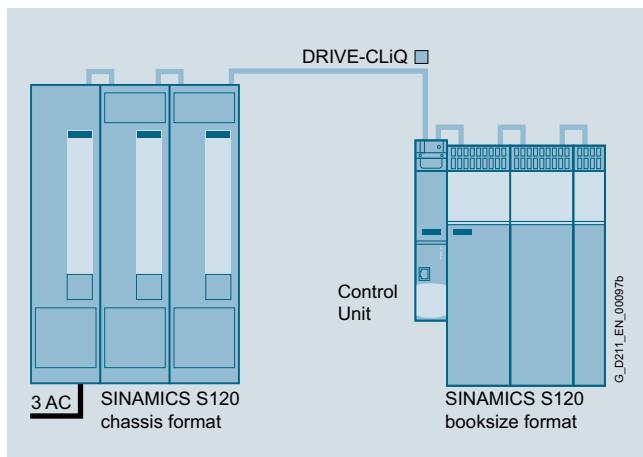 DRIVE-CLiQ
Control
Unit
3 AC
SINAMICS S120
chassis format
SINAMICS S120
booksize format
G_D211_EN_00097b